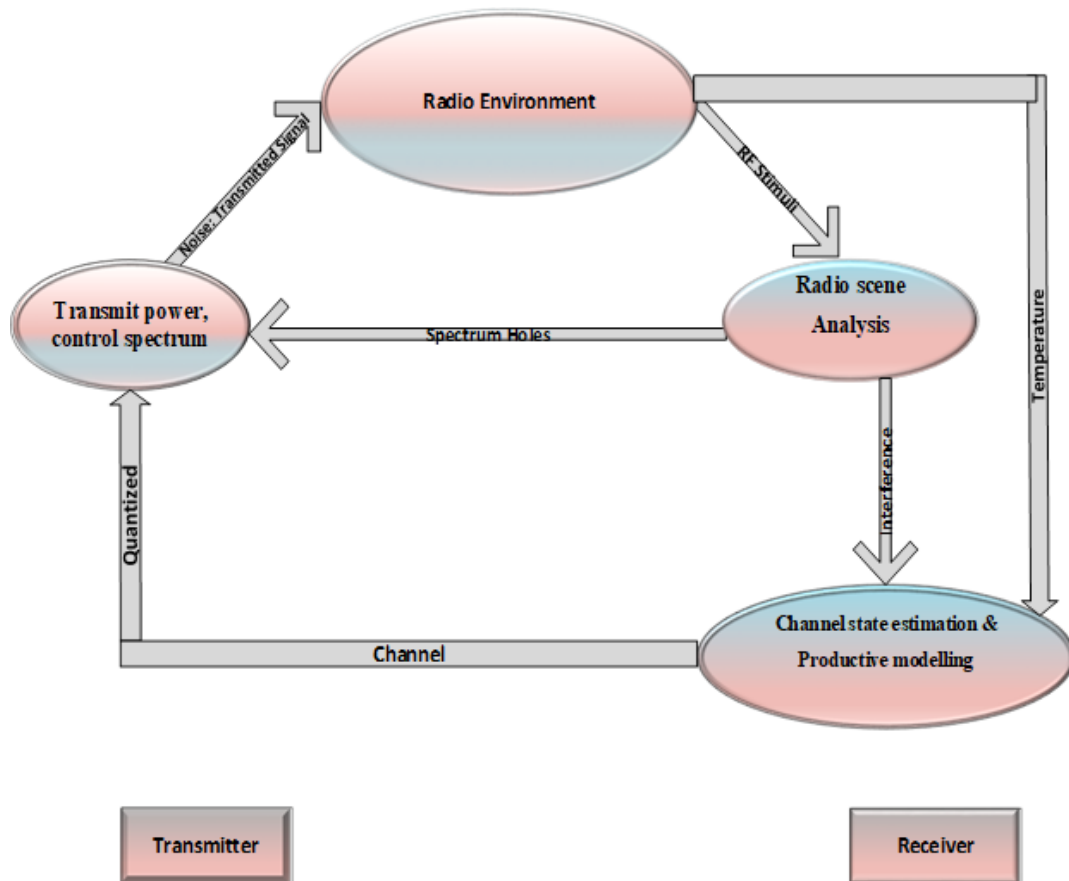 Radio Environment
Noise: Transmitted Signal
RF Stimuli
Transmit power,
control spectrum
Radio scene
Analysis
Spectrum Holes
Temperature
Interference
Quantized
Channel state estimation &
Productive modelling
Channel
Transmitter
Receiver